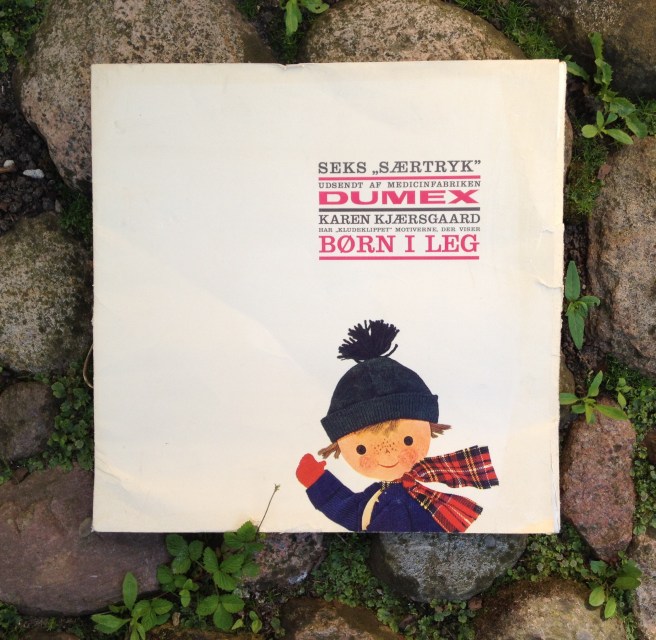 SEKS „SÆRTRYK”
UDSENDT AF MEDICINFABRIKEN
DUMEX
KAREN KJÆRSGAARD
HAR „KLUDEKLIPPET” MOTIVERNE, DER VISER
BØRN I LEG